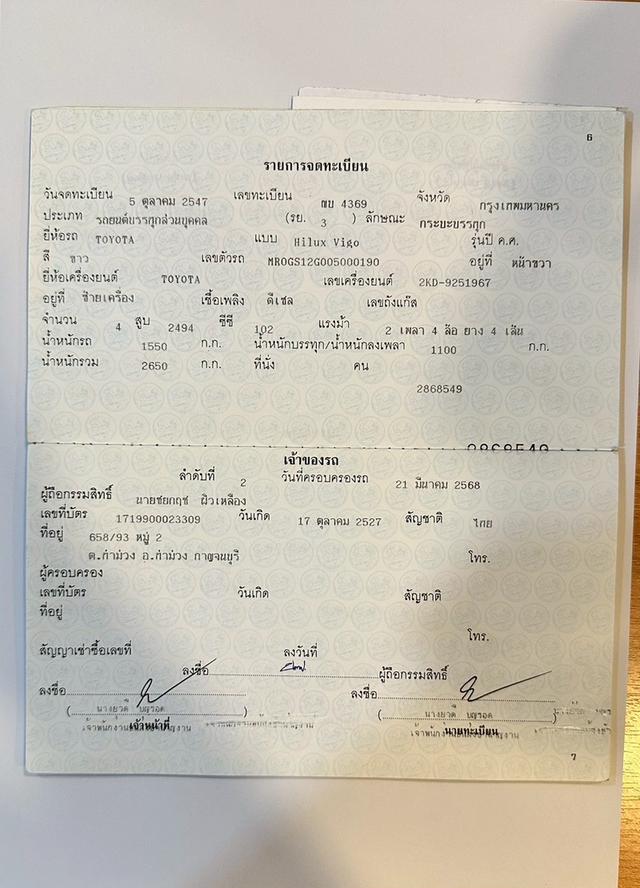 6
รายการจดทะเบียน
วันจดทะเบียน 5 ตุลาคม 2547 เลขทะเบียน 4369 จังหวัด กรุงเทพมหานคร
ประเภท รถยนต์บรรทุกส่วนบุคคล (รย. 3 ) ลักษณะ กระบะบรรทุก
ยี่ห้อรถ TOYOTA แบบ Hilux Vigo รุ่นปี ค.ศ.
สี ขาว เลขตัวรถ MROGS12G005000190 อยู่ที่ หน้าขวา
ยี่ห้อเครื่องยนต์ TOYOTA เลขเครื่องยนต์ 2KD-9251967
อยู่ที่ ซ้ายเครื่อง เชื้อเพลิง ดีเซล เลขถังแก๊ส
จำนวน 4 สูบ 2494 ซีซี 102 แรงม้า 2 เพลา 4 ล้อ ยาง 4 เส้น
น้ำหนักรถ 1550 ก.ก. น้ำหนักบรรทุก/น้ำหนักลงเพลา 1100 ก.ก.
น้ำหนักรวม 2650 ก.ก. ที่นั่ง คน
2868549
เจ้าของรถ
ลำดับที่ 2 วันที่ครอบครองรถ 21 มีนาคม 2568
ผู้ถือกรรมสิทธิ์ นายชยกฤช ผิวเหลือง
เลขที่บัตร 1719900023309 วันเกิด 17 ตุลาคม 2527 สัญชาติ ไทย
ที่อยู่ 658/93 หมู่ 2
ต.ท่าม่วง อ.ท่าม่วง กาญจนบุรี โทร.
ผู้ครอบครอง
เลขที่บัตร วันเกิด สัญชาติ
ที่อยู่
โทร.
สัญญาเช่าซื้อเลขที่ ลงวันที่
ลงชื่อ ผู้ถือกรรมสิทธิ์
ลงชื่อ ลงชื่อ
( นางยวดี บุญรอด ) ( นางยวดี บุญรอด )
เจ้าหน้าที่ นายทะเบียน
7